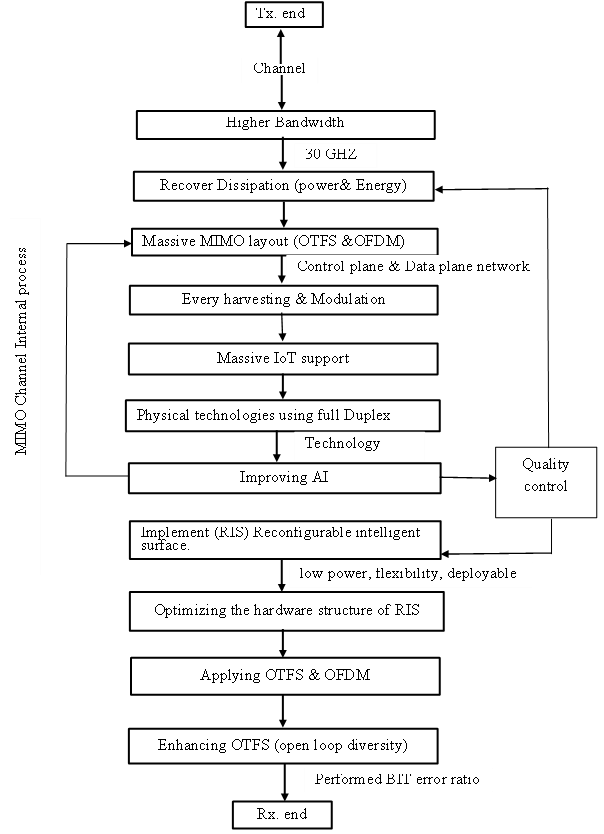 Tx. end
Channel
Higher Bandwidth
30 GHZ
Recover Dissipation (power& Energy)
Massive MIMO layout (OTFS &OFDM)
Control plane & Data plane network
Every harvesting & Modulation
Massive IoT support
Physical technologies using full Duplex
Technology
Improving AI
Quality
control
MIMO Channel Internal process
Implement (RIS) Reconfigurable intelligent
surface.
low power, flexibility, deployable
Optimizing the hardware structure of RIS
Applying OTFS & OFDM
Enhancing OTFS (open loop diversity)
Performed BIT error ratio
Rx. end